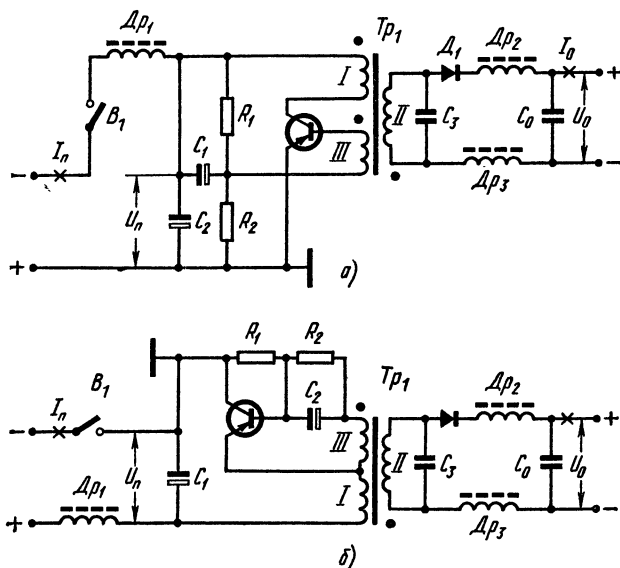 Др₁
Тр₁
Д₁
Др₂
I₀
+
B₁
R₁
I
II
C₃
C₀
U₀
Iп
C₁
III
−
−
Др₃
Uп
C₂
R₂
+
а)
R₁
R₂
B₁
Тр₁
Др₂
Iп
C₂
+
−
III
II
C₃
C₀
U₀
Др₁
Uп
C₁
I
+
Др₃
−
б)